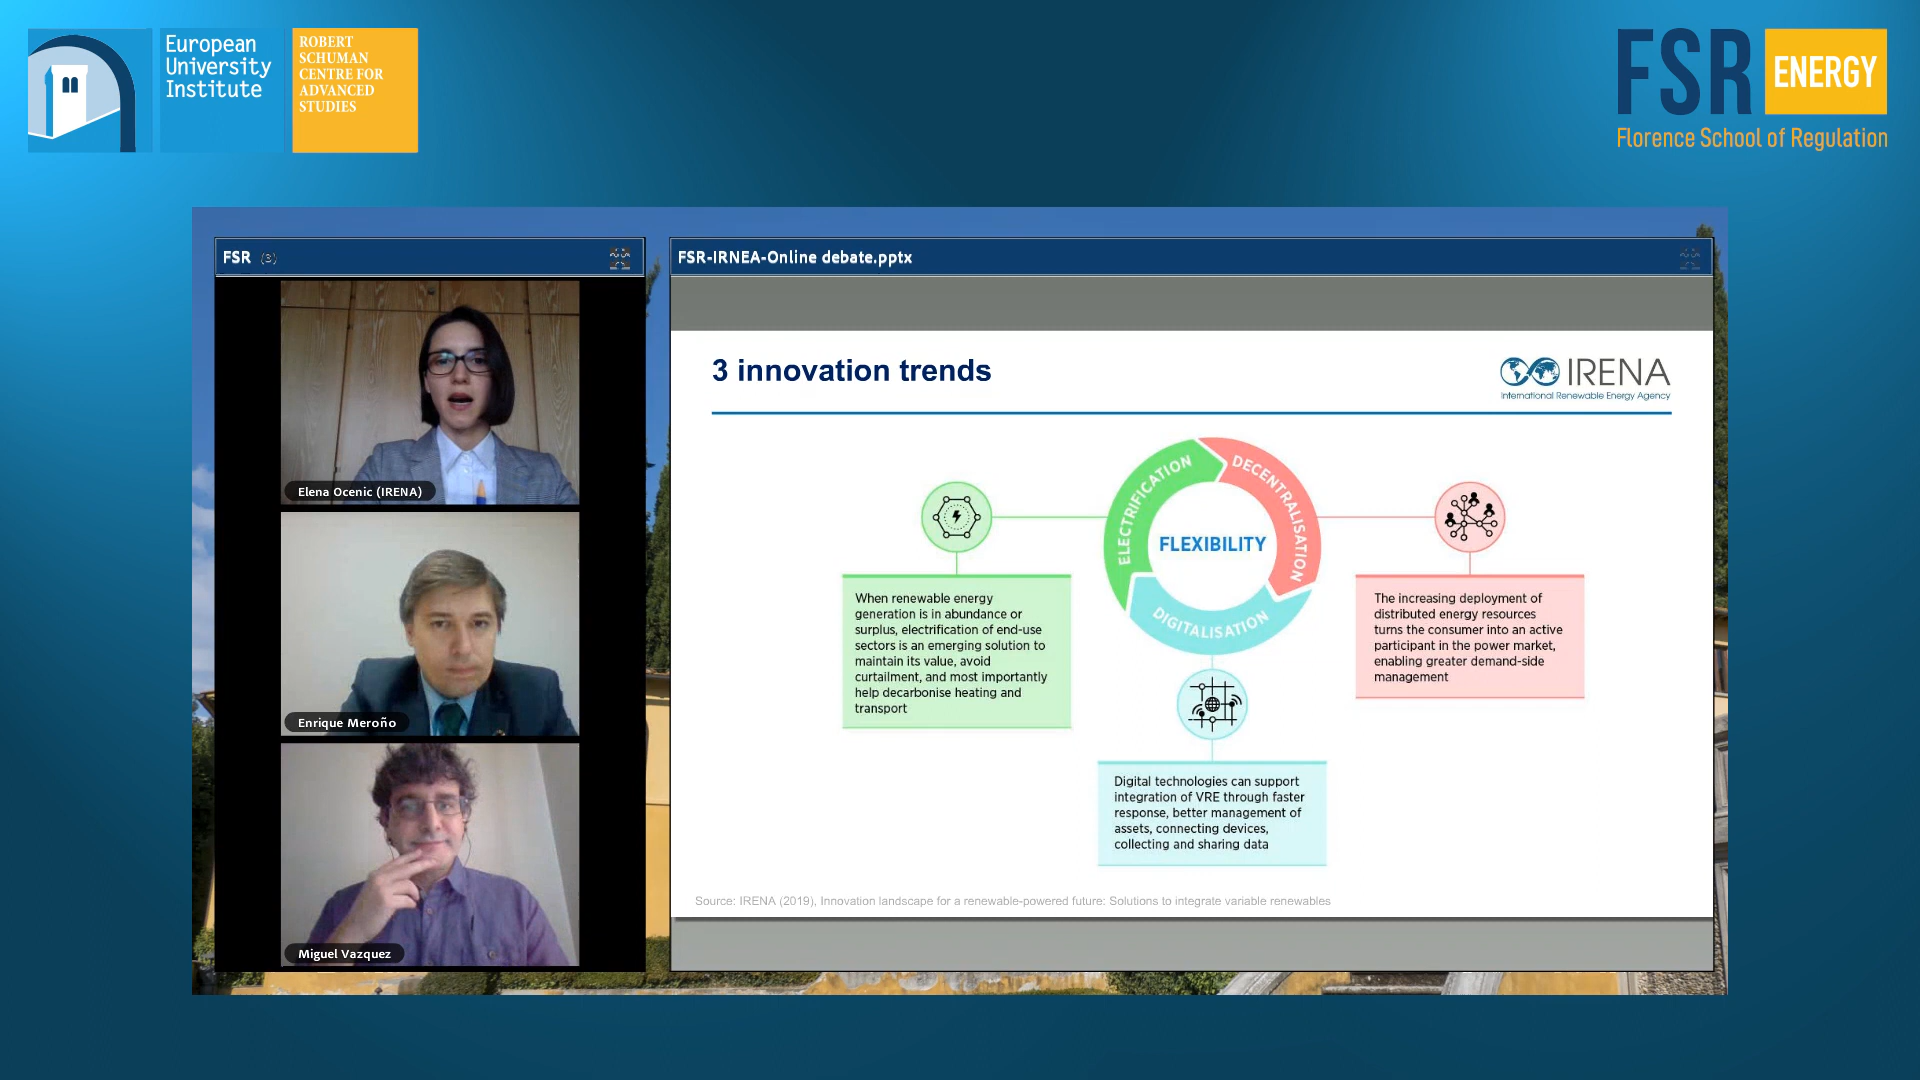 European
University
Institute
ROBERT
SCHUMAN
CENTRE FOR
ADVANCED
STUDIES
FSR ENERGY
Florence School of Regulation
FSR (3)
Elena Ocenic (IRENA)
Enrique Meroño
Miguel Vazquez
FSR-IRNEA-Online debate.pptx
3 innovation trends
IRENA
International Renewable Energy Agency
ELECTRIFICATION
DECENTRALISATION
DIGITALISATION
FLEXIBILITY
When renewable energy
generation is in abundance or
surplus, electrification of end-use
sectors is an emerging solution to
maintain its value, avoid
curtailment, and most importantly
help decarbonise heating and
transport
The increasing deployment of
distributed energy resources
turns the consumer into an active
participant in the power market,
enabling greater demand-side
management
Digital technologies can support
integration of VRE through faster
response, better management of
assets, connecting devices,
collecting and sharing data
Source: IRENA (2019), Innovation landscape for a renewable-powered future: Solutions to integrate variable renewables